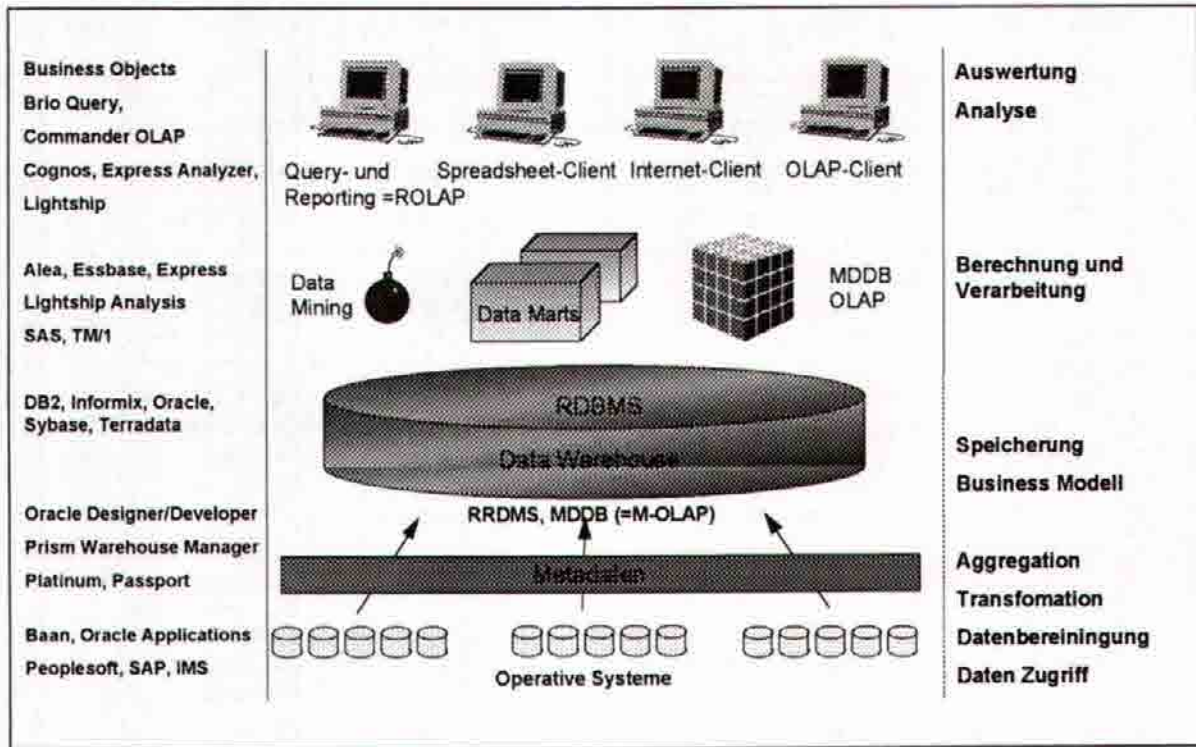 Business Objects
Brio Query,
Commander OLAP
Cognos, Express Analyzer,
Lightship
Alea, Essbase, Express
Lightship Analysis
SAS, TM/1
DB2, Informix, Oracle,
Sybase, Terradata
Oracle Designer/Developer
Prism Warehouse Manager
Platinum, Passport
Baan, Oracle Applications
Peoplesoft, SAP, IMS
Query- und
Reporting =ROLAP
Spreadsheet-Client
Internet-Client
OLAP-Client
Data
Mining
Data Marts
MDDB
OLAP
RDBMS
Data Warehouse
RRDMS, MDDB (=M-OLAP)
Metadaten
Operative Systeme
Auswertung
Analyse
Berechnung und
Verarbeitung
Speicherung
Business Modell
Aggregation
Transfomation
Datenbereiningung
Daten Zugriff